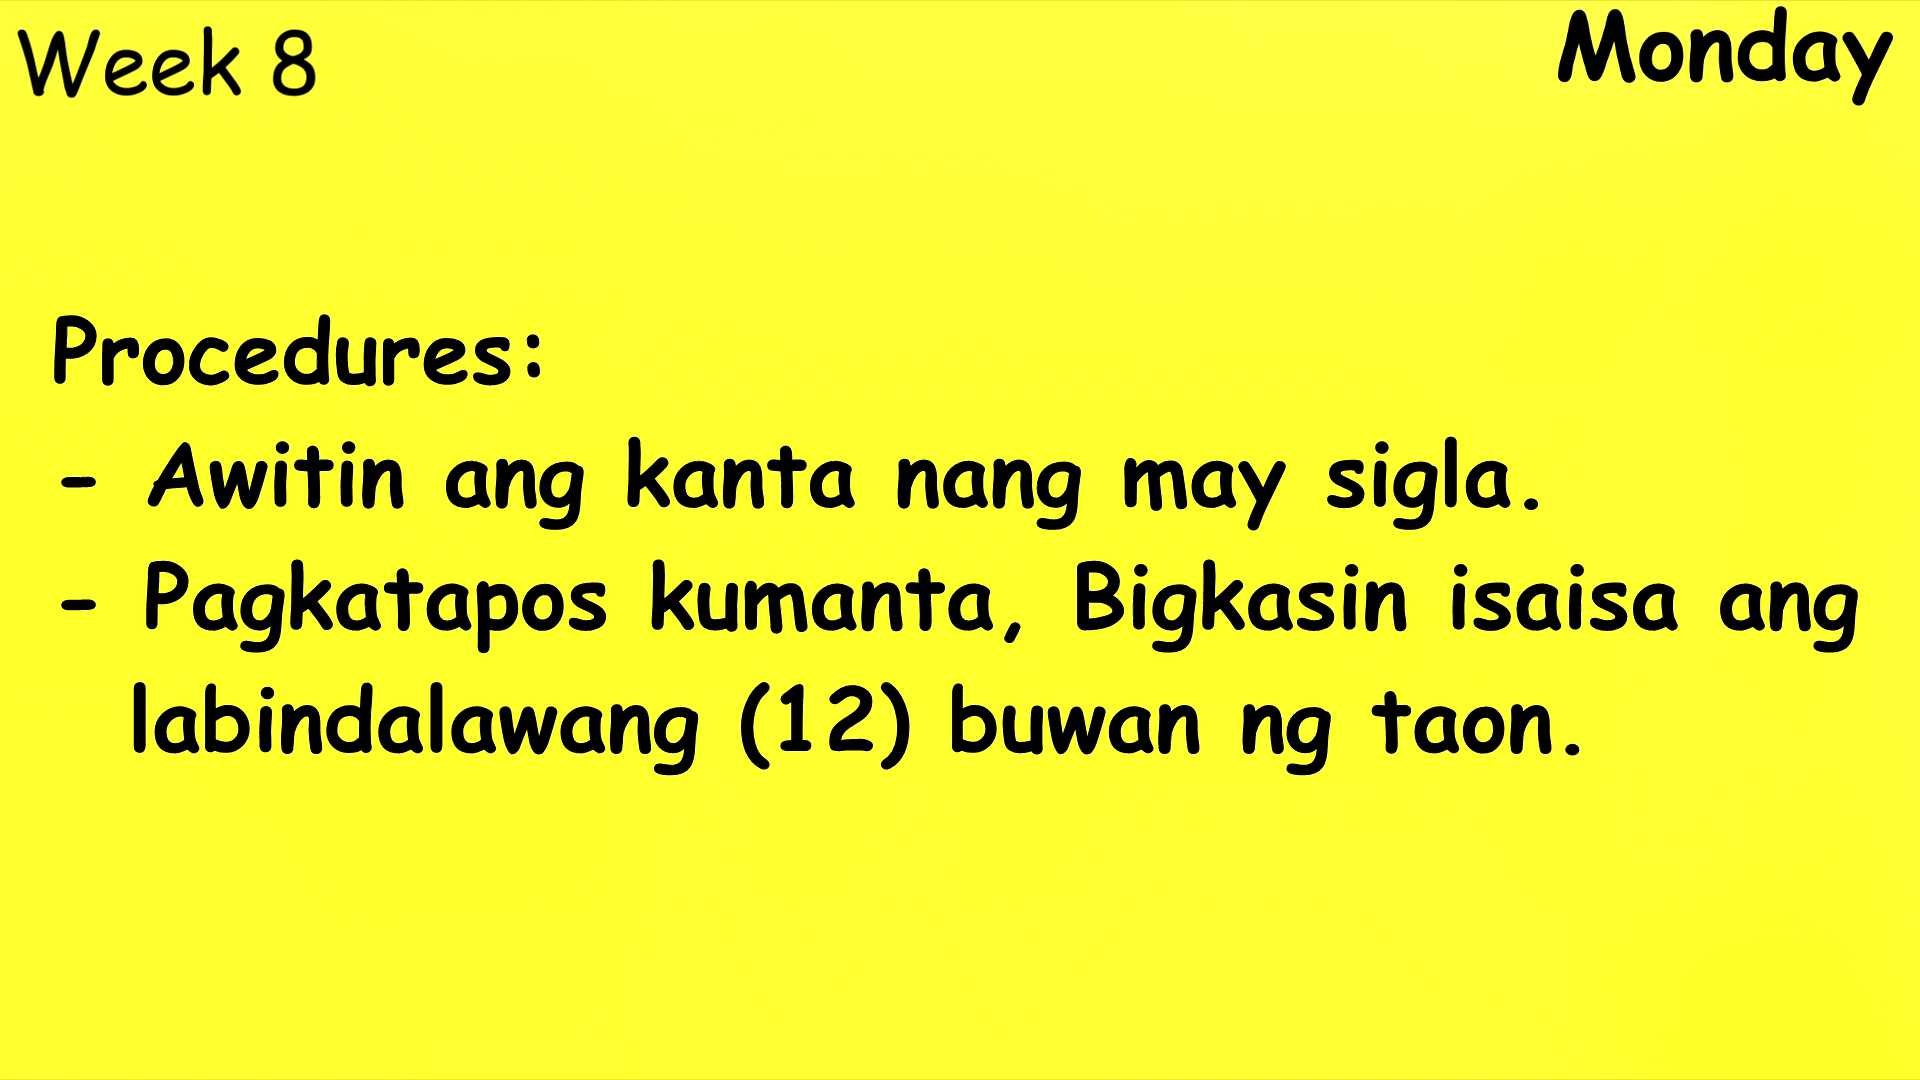 Week 8
Monday
Procedures:
- Awitin ang kanta nang may sigla.
- Pagkatapos kumanta, Bigkasin isaisa ang
labindalawang (12) buwan ng taon.